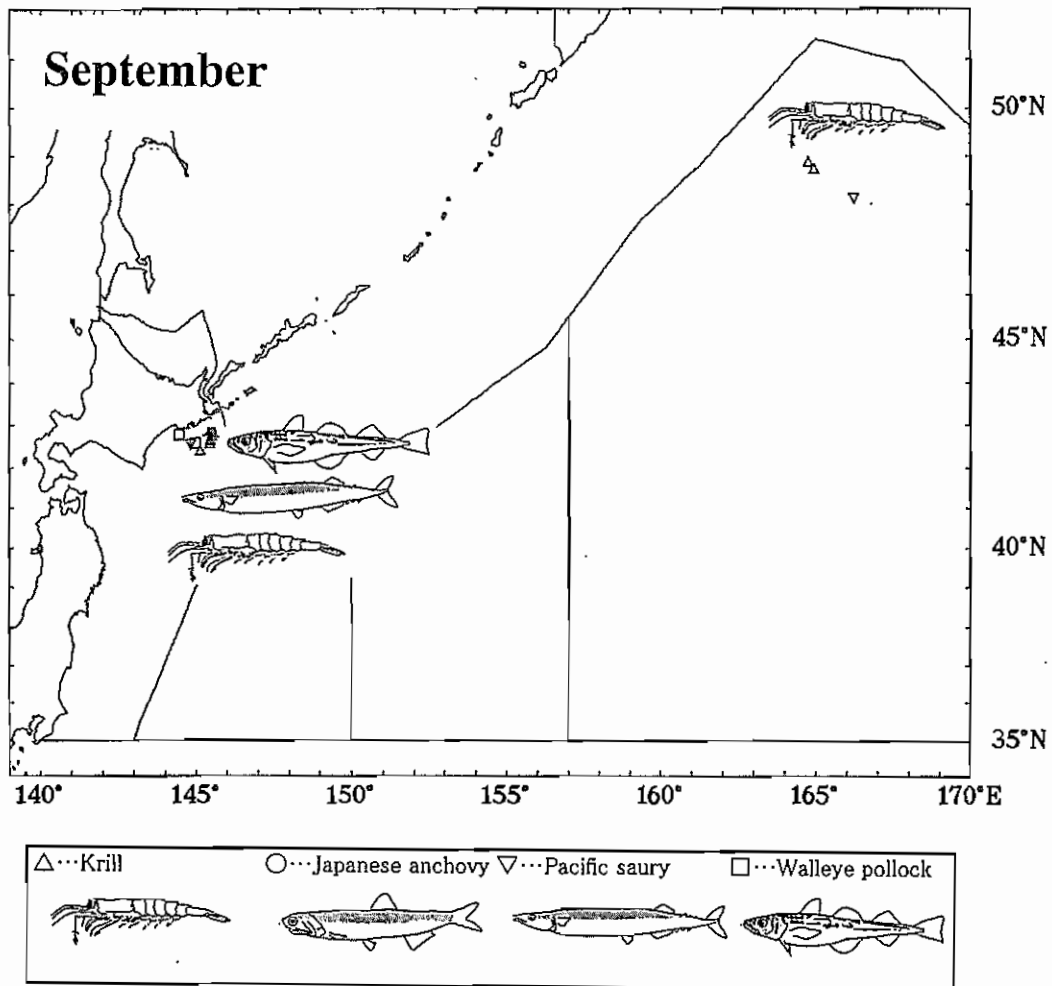 September
50°N
45°N
40°N
35°N
140° 145° 150° 155° 160° 165° 170°E
△···Krill ○···Japanese anchovy ▽···Pacific saury □···Walleye pollock